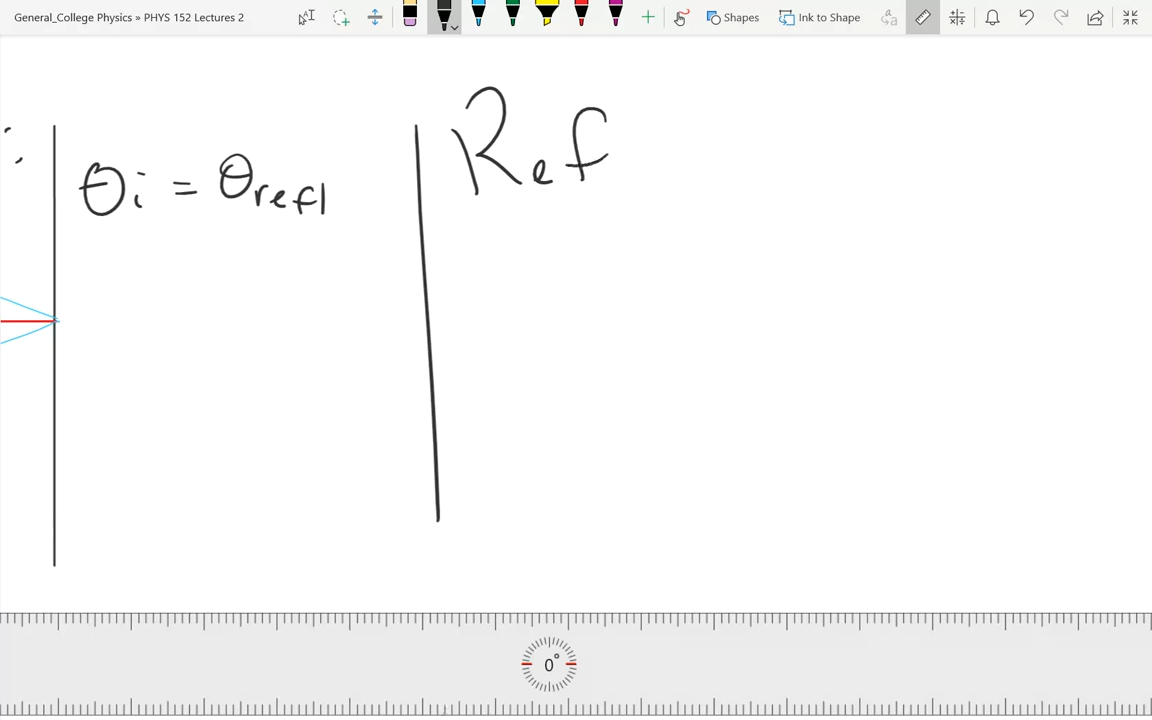 General_College Physics » PHYS 152 Lectures 2
Shapes
Ink to Shape
θi = θrefl
Ref
0°